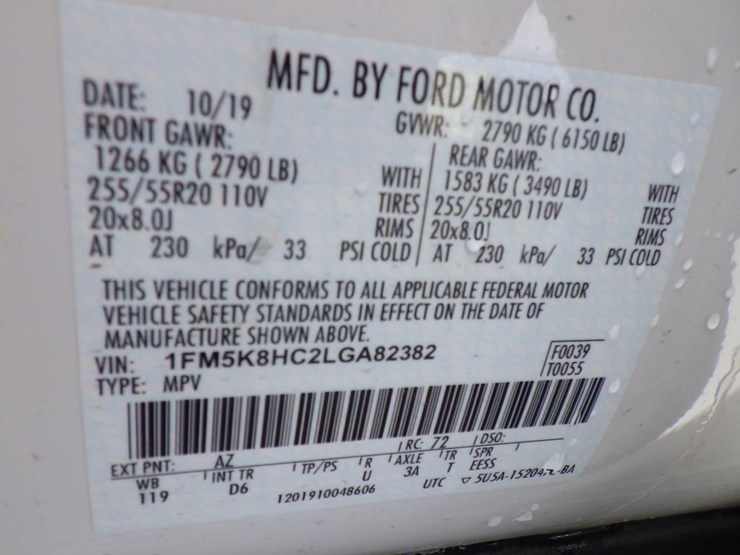 MFD. BY FORD MOTOR CO.
DATE: 10/19 GVWR: 2790 KG ( 6150 LB)
FRONT GAWR: REAR GAWR:
1266 KG ( 2790 LB) WITH 1583 KG ( 3490 LB) WITH
255/55R20 110V TIRES 255/55R20 110V TIRES
20x8.0J RIMS 20x8.0J RIMS
AT 230 kPa/ 33 PSI COLD AT 230 kPa/ 33 PSI COLD
THIS VEHICLE CONFORMS TO ALL APPLICABLE FEDERAL MOTOR
VEHICLE SAFETY STANDARDS IN EFFECT ON THE DATE OF
MANUFACTURE SHOWN ABOVE.
VIN: 1FM5K8HC2LGA82382 F0039
TYPE: MPV T0055
EXT PNT: AZ RC: 72 DSO:
WB INT TR TP/PS R AXLE TR SPR
119 D6 U 3A T EESS
1201910048606 UTC